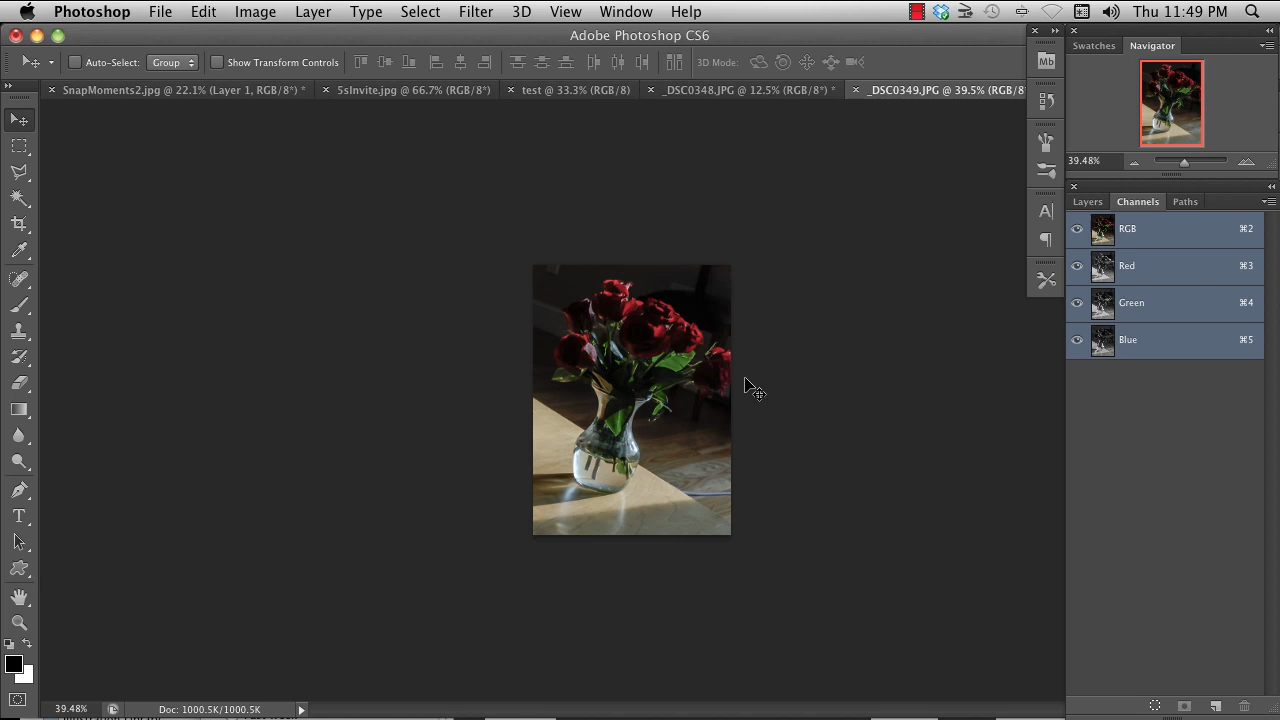 Photoshop File Edit Image Layer Type Select Filter 3D View Window Help Thu 11:49 PM
Adobe Photoshop CS6
Auto-Select: Group Show Transform Controls 3D Mode:
SnapMoments2.jpg @ 22.1% (Layer 1, RGB/8*) * 5sInvite.jpg @ 66.7% (RGB/8*) test @ 33.3% (RGB/8) _DSC0348.JPG @ 12.5% (RGB/8*) * _DSC0349.JPG @ 39.5% (RGB/8*
Swatches Navigator
Mb
39.48%
Layers Channels Paths
RGB ⌘2
Red ⌘3
Green ⌘4
Blue ⌘5
A
T
39.48% Doc: 1000.5K/1000.5K